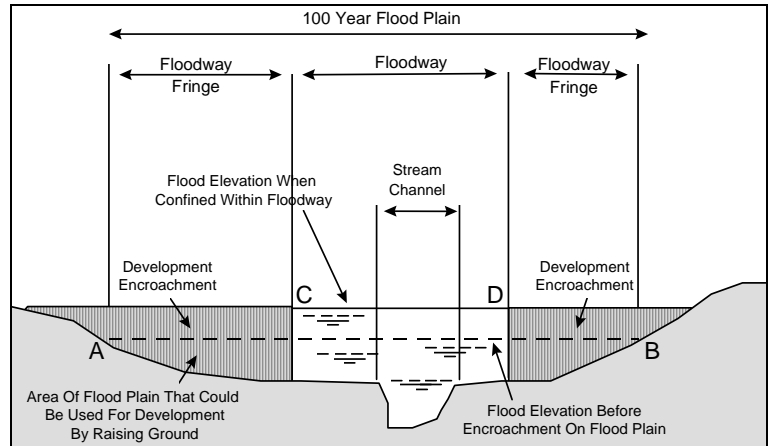 100 Year Flood Plain
Floodway
Fringe
Floodway
Floodway
Fringe
Stream
Channel
Flood Elevation When
Confined Within Floodway
Development
Encroachment
C
D
Development
Encroachment
A
B
Area Of Flood Plain That Could
Be Used For Development
By Raising Ground
Flood Elevation Before
Encroachment On Flood Plain